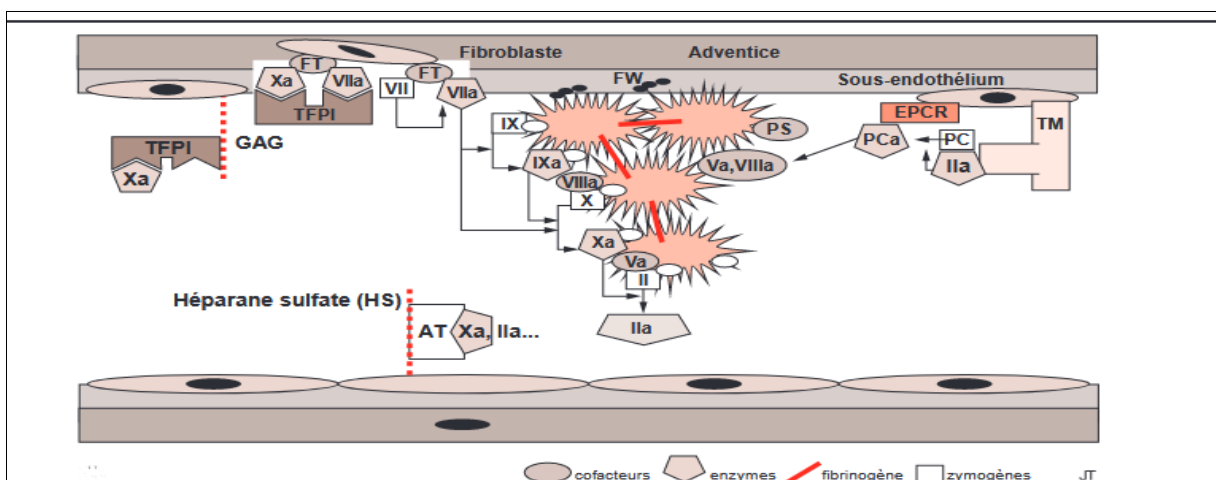 Fibroblaste Adventice
FT
Xa VIIa
TFPI
FT
VII VIIa
FW
Sous-endothélium
EPCR
TM
GAG
TFPI
Xa
IX
PS
PCa PC
IIa
IXa
VIIIa
X
Va,VIIIa
Xa
Va
II
IIa
Héparane sulfate (HS)
AT Xa, IIa...
cofacteurs enzymes fibrinogène zymogènes JT